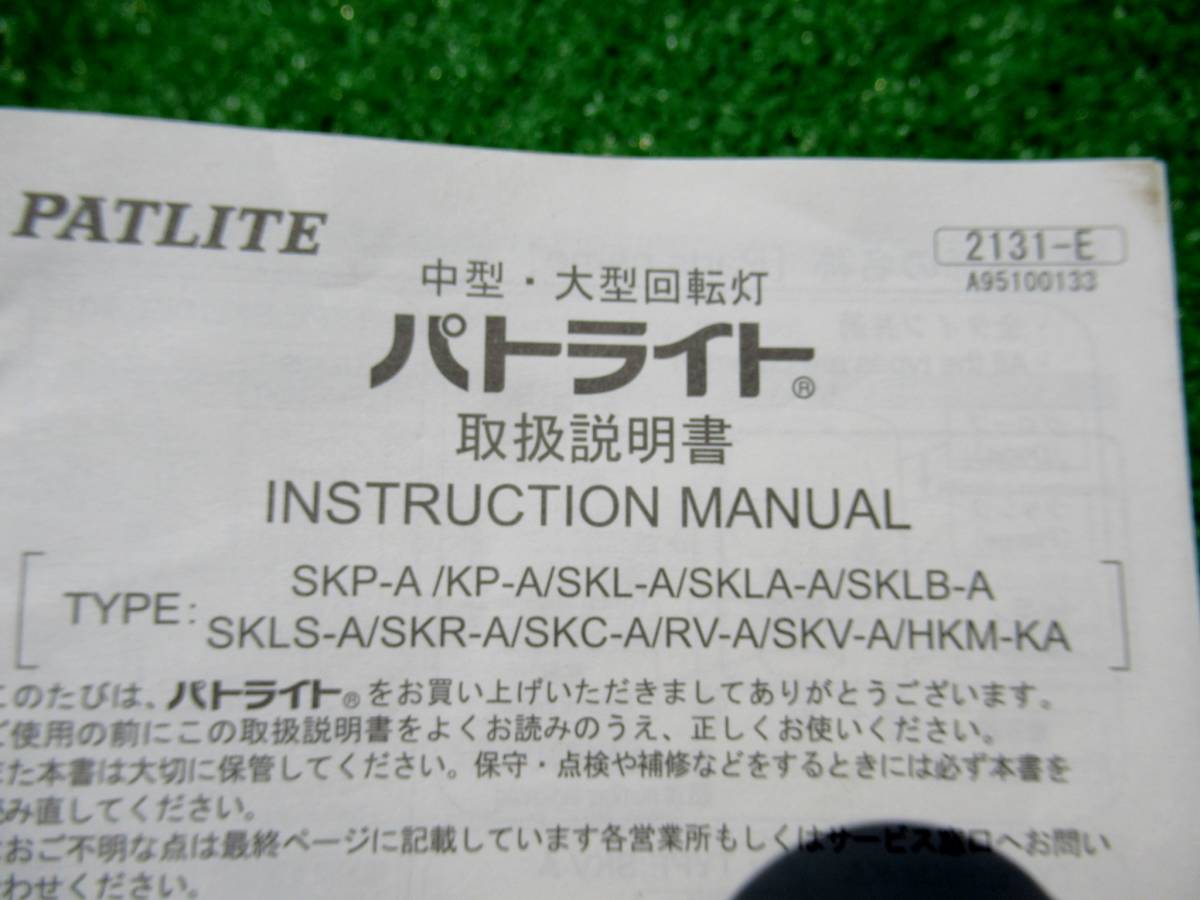 PATLITE
2131-E
A95100133
中型・大型回転灯
パトライト®
取扱説明書
INSTRUCTION MANUAL
TYPE:
SKP-A /KP-A/SKL-A/SKLA-A/SKLB-A
SKLS-A/SKR-A/SKC-A/RV-A/SKV-A/HKM-KA
このたびは、パトライト®をお買い上げいただきましてありがとうございます。
ご使用の前にこの取扱説明書をよくお読みのうえ、正しくお使いください。
また本書は大切に保管してください。保守・点検や補修などをするときには必ず本書を
読み直してください。
おご不明な点は最終ページに記載しています各営業所もしくはサービス窓口へお問い
わせください。